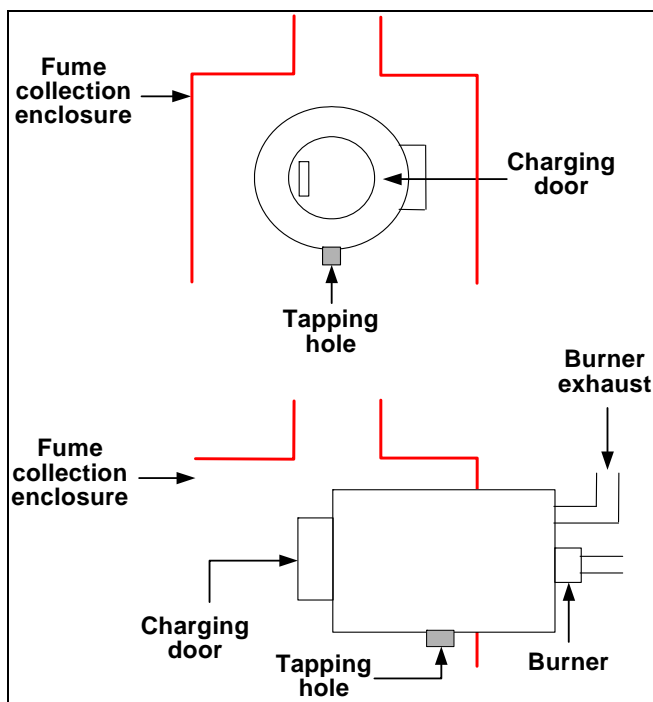 Fume
collection
enclosure
Charging
door
Tapping
hole
Burner
exhaust
Fume
collection
enclosure
Charging
door
Tapping
hole
Burner